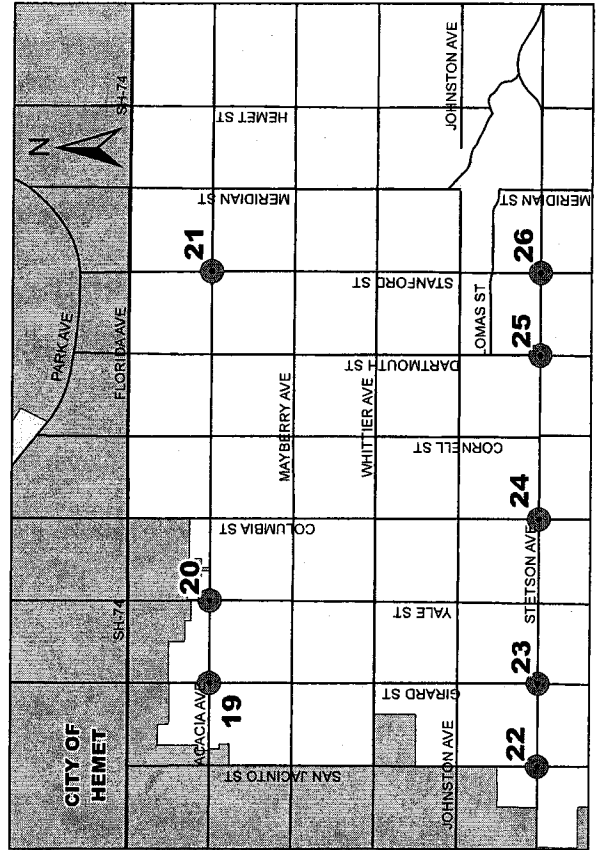 N
CITY OF
HEMET
PARK AVE
SH-74
FLORIDA AVE
SH-74
ACACIA AVE
19
20
21
SAN JACINTO ST
GIRARD ST
YALE ST
COLUMBIA ST
CORNELL ST
DARTMOUTH ST
STANFORD ST
MERIDIAN ST
HEMET ST
MAYBERRY AVE
WHITTIER AVE
JOHNSTON AVE
JOHNSTON AVE
OMAS ST
MERIDIAN ST
STETSON AVE
22
23
24
25
26